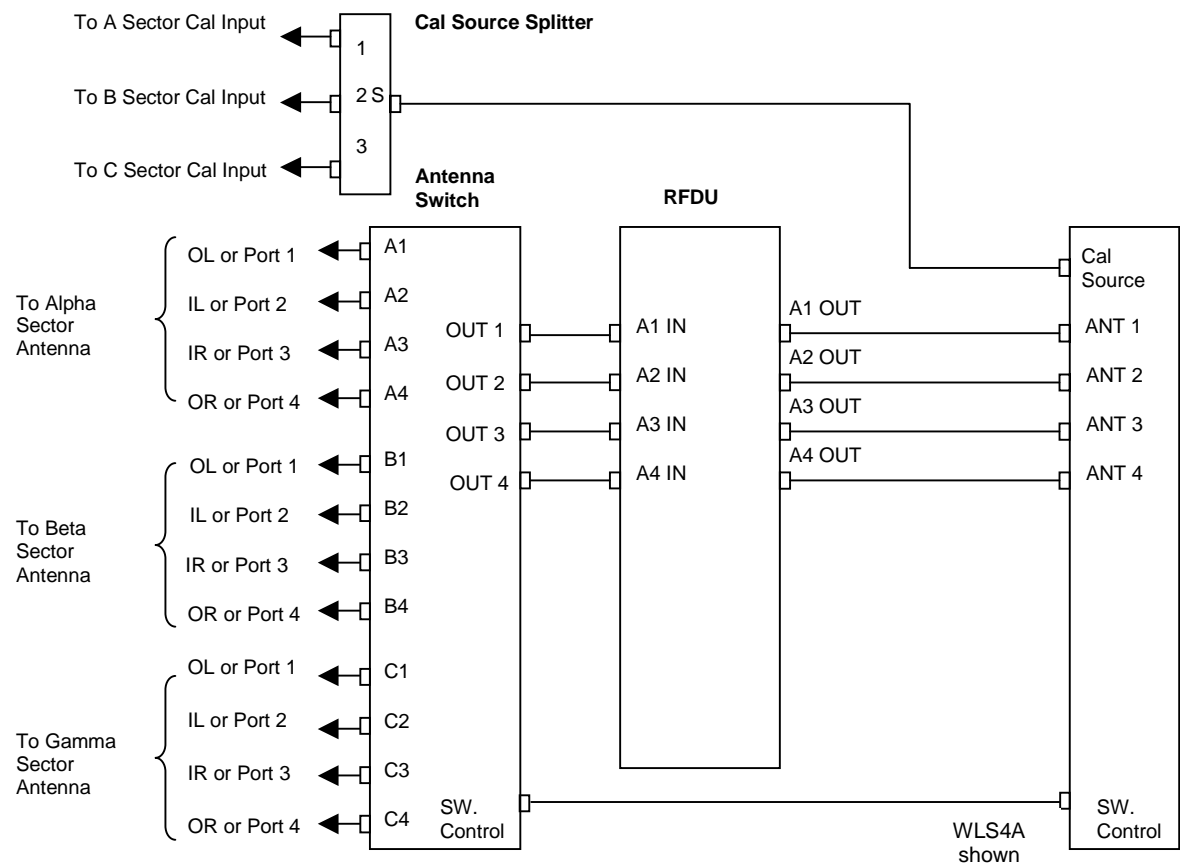 To A Sector Cal Input
Cal Source Splitter
1
To B Sector Cal Input
2 S
3
To C Sector Cal Input
Antenna
Switch
RFDU
To Alpha
Sector
Antenna
OL or Port 1
A1
IL or Port 2
A2
IR or Port 3
A3
OR or Port 4
A4
To Beta
Sector
Antenna
OL or Port 1
B1
IL or Port 2
B2
IR or Port 3
B3
OR or Port 4
B4
To Gamma
Sector
Antenna
OL or Port 1
C1
IL or Port 2
C2
IR or Port 3
C3
OR or Port 4
C4
OUT 1
OUT 2
OUT 3
OUT 4
SW.
Control
A1 IN
A2 IN
A3 IN
A4 IN
A1 OUT
A2 OUT
A3 OUT
A4 OUT
Cal
Source
ANT 1
ANT 2
ANT 3
ANT 4
SW.
Control
WLS4A
shown